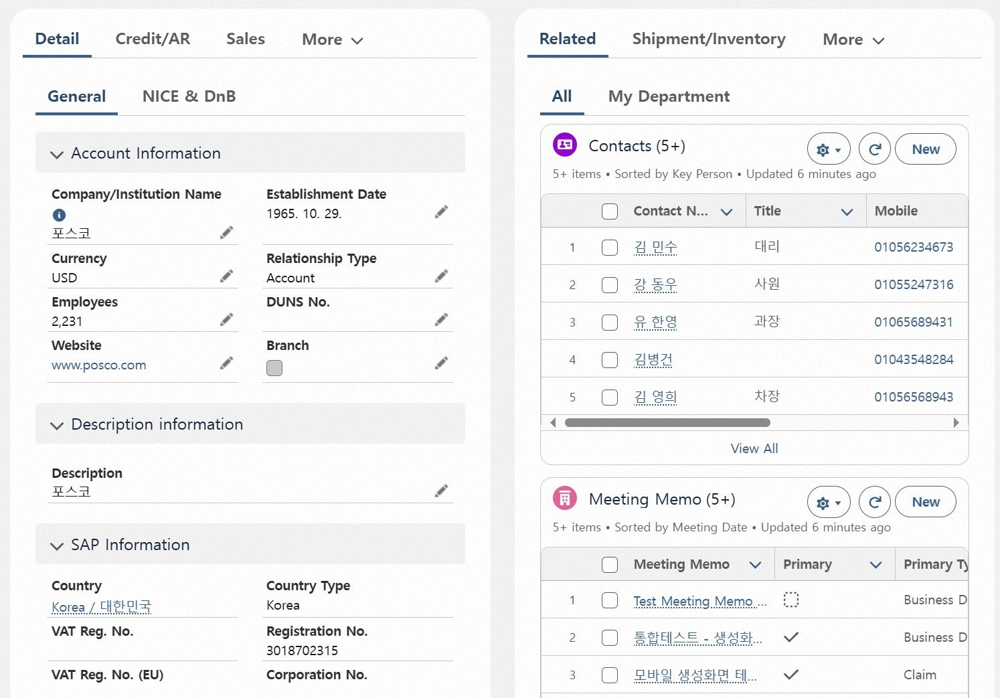 Detail Credit/AR Sales More
General NICE & DnB
Account Information
Company/Institution Name
포스코
Establishment Date
1965. 10. 29.
Currency
USD
Relationship Type
Account
Employees
2,231
DUNS No.
Website
www.posco.com
Branch
Description information
Description
포스코
SAP Information
Country
Korea / 대한민국
Country Type
Korea
VAT Reg. No.
Registration No.
3018702315
VAT Reg. No. (EU)
Corporation No.
Related Shipment/Inventory More
All My Department
Contacts (5+)
New
5+ items • Sorted by Key Person • Updated 6 minutes ago
Contact N... Title Mobile
1 김 민수 대리 01056234673
2 강 동우 사원 01055247316
3 유 한영 과장 01065689431
4 김병건 01043548284
5 김 영희 차장 01056568943
View All
Meeting Memo (5+)
New
5+ items • Sorted by Meeting Date • Updated 6 minutes ago
Meeting Memo Primary Primary Ty
1 Test Meeting Memo ... Business D
2 통합테스트 - 생성화... Business D
3 모바일 생성화면 테... Claim